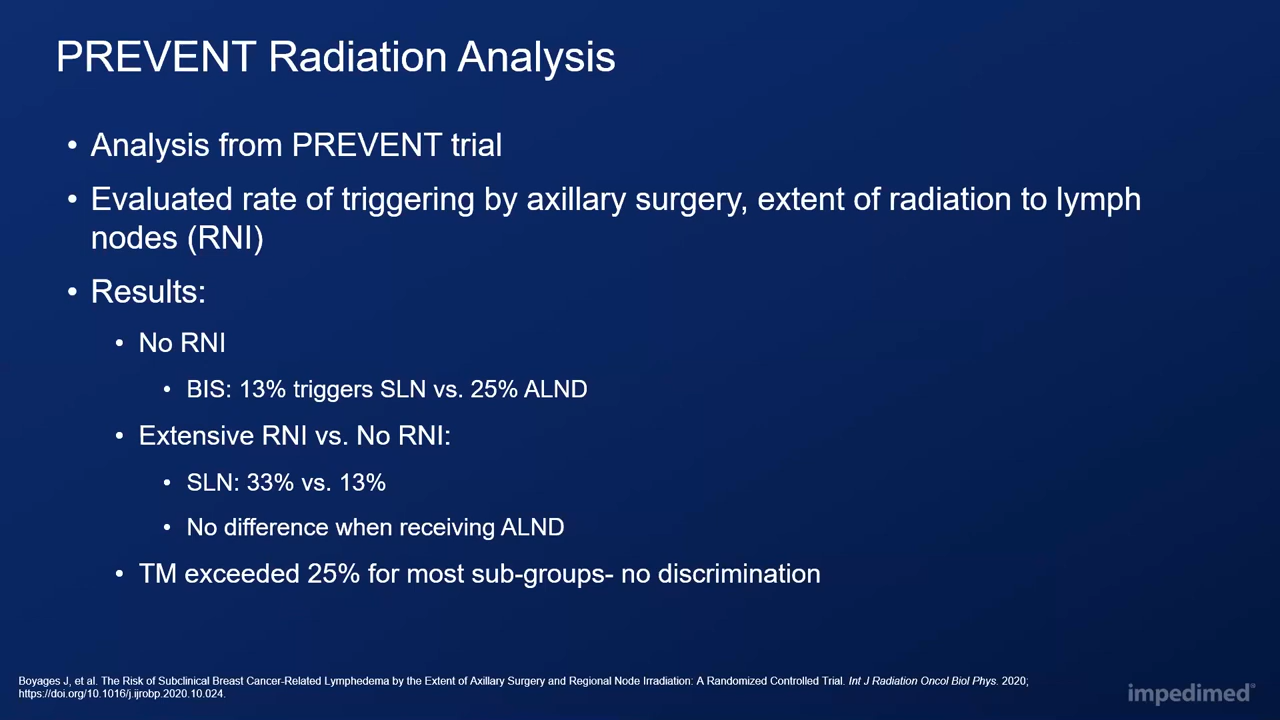 PREVENT Radiation Analysis
• Analysis from PREVENT trial
• Evaluated rate of triggering by axillary surgery, extent of radiation to lymph
nodes (RNI)
• Results:
• No RNI
• BIS: 13% triggers SLN vs. 25% ALND
• Extensive RNI vs. No RNI:
• SLN: 33% vs. 13%
• No difference when receiving ALND
• TM exceeded 25% for most sub-groups- no discrimination
Boyages J, et al. The Risk of Subclinical Breast Cancer-Related Lymphedema by the Extent of Axillary Surgery and Regional Node Irradiation: A Randomized Controlled Trial. Int J Radiation Oncol Biol Phys. 2020;
https://doi.org/10.1016/j.ijrobp.2020.10.024.
impedimed®